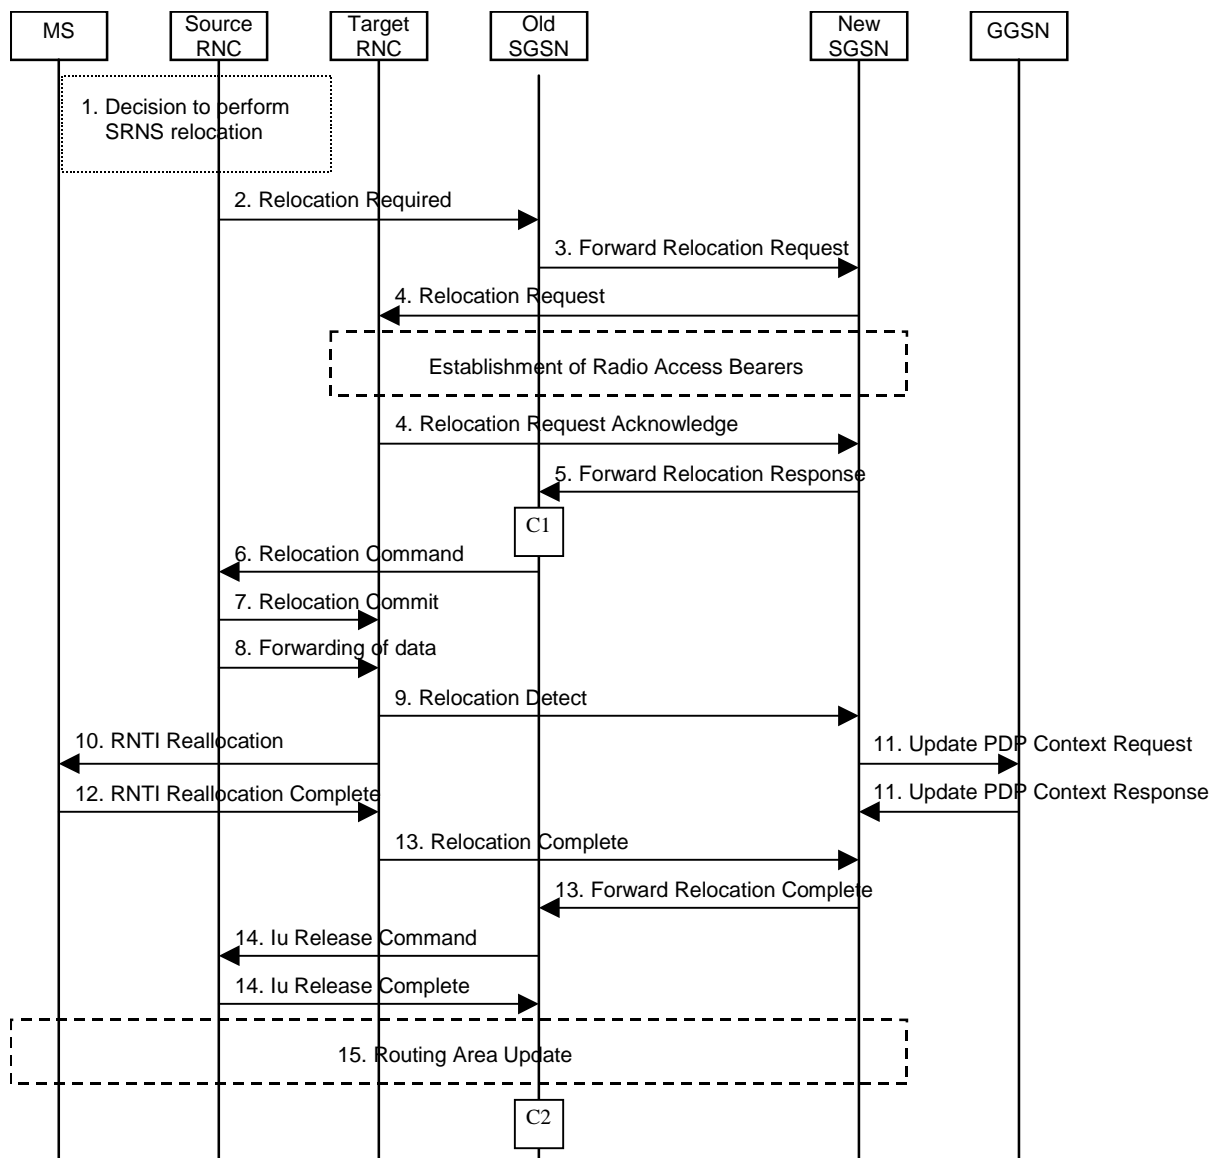 MS
Source
RNC
Target
RNC
Old
SGSN
New
SGSN
GGSN
1. Decision to perform
SRNS relocation
2. Relocation Required
3. Forward Relocation Request
4. Relocation Request
Establishment of Radio Access Bearers
4. Relocation Request Acknowledge
5. Forward Relocation Response
C1
6. Relocation Command
7. Relocation Commit
8. Forwarding of data
9. Relocation Detect
10. RNTI Reallocation
11. Update PDP Context Request
12. RNTI Reallocation Complete
11. Update PDP Context Response
13. Relocation Complete
13. Forward Relocation Complete
14. Iu Release Command
14. Iu Release Complete
15. Routing Area Update
C2